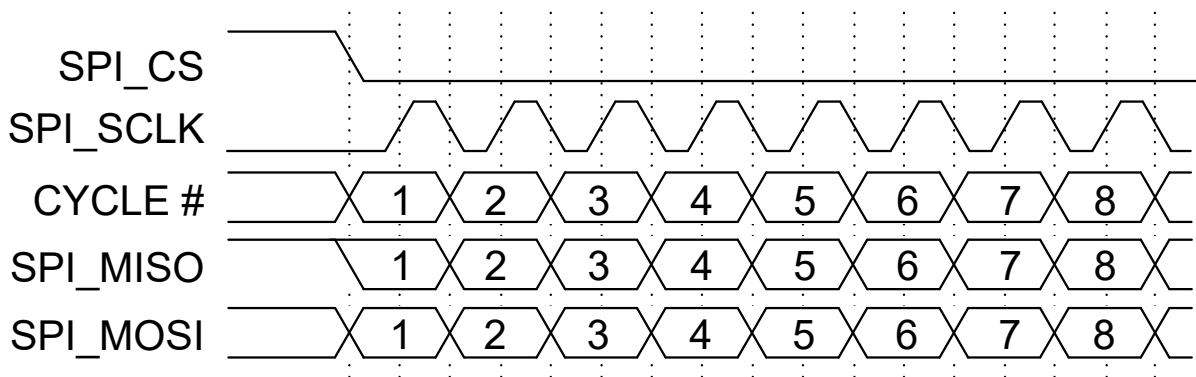 SPI_CS
SPI_SCLK
CYCLE # 1 2 3 4 5 6 7 8
SPI_MISO 1 2 3 4 5 6 7 8
SPI_MOSI 1 2 3 4 5 6 7 8